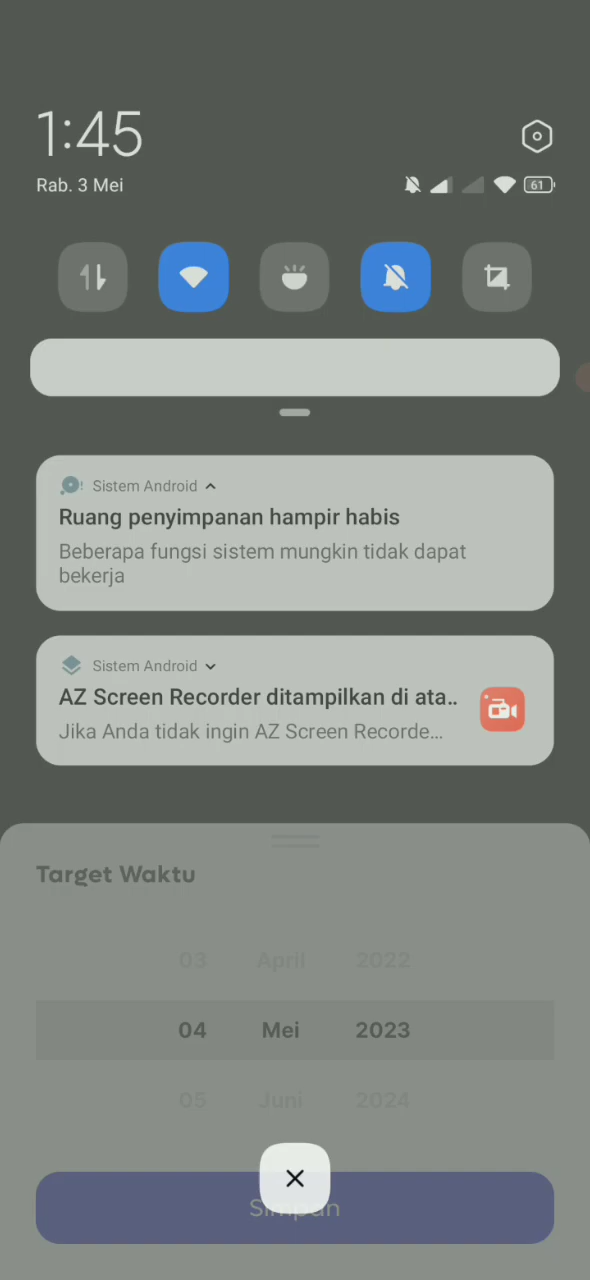 1:45
Rab. 3 Mei
61
Sistem Android
Ruang penyimpanan hampir habis
Beberapa fungsi sistem mungkin tidak dapat
bekerja
Sistem Android
AZ Screen Recorder ditampilkan di ata..
Jika Anda tidak ingin AZ Screen Recorde...
Target Waktu
03 April 2022
04 Mei 2023
05 Juni 2024
Simpan